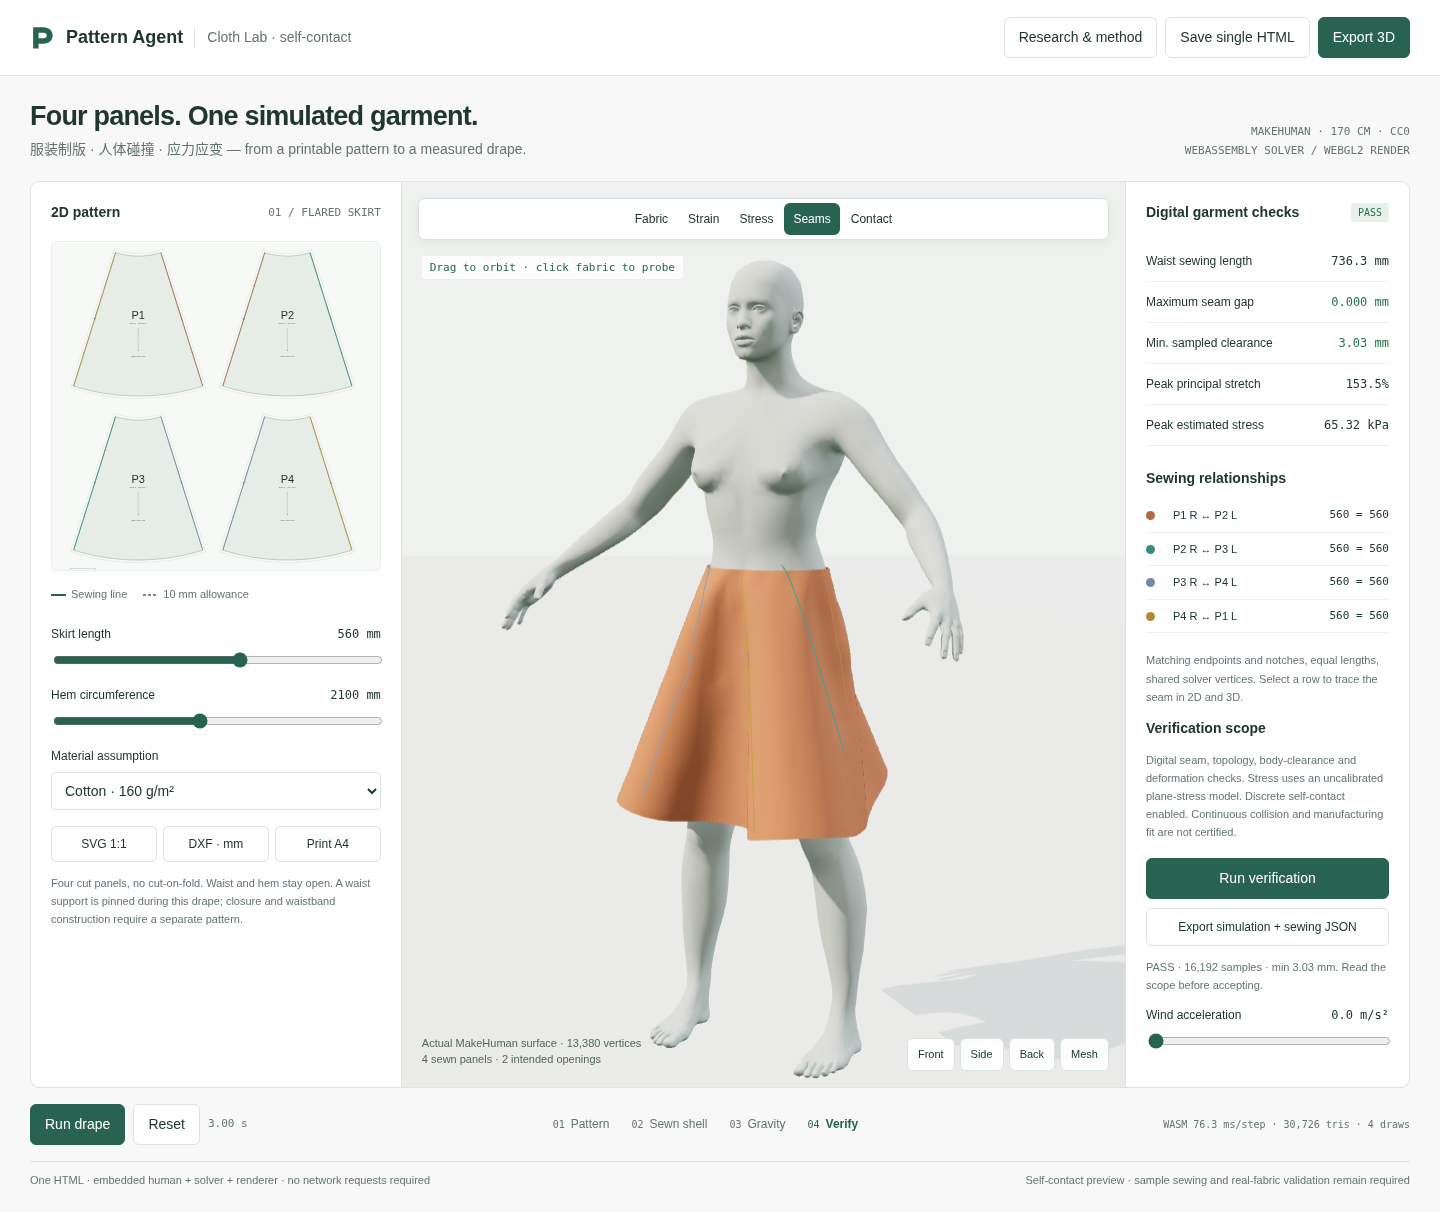 Pattern Agent
Cloth Lab · self-contact
Research & method
Save single HTML
Export 3D
Four panels. One simulated garment.
服装制版 · 人体碰撞 · 应力应变 — from a printable pattern to a measured drape.
MAKEHUMAN · 170 CM · CC0
WEBASSEMBLY SOLVER / WEBGL2 RENDER
2D pattern
01 / FLARED SKIRT
P1
P2
P3
P4
Sewing line
10 mm allowance
Skirt length
560 mm
Hem circumference
2100 mm
Material assumption
Cotton · 160 g/m²
SVG 1:1
DXF · mm
Print A4
Four cut panels, no cut-on-fold. Waist and hem stay open. A waist
support is pinned during this drape; closure and waistband
construction require a separate pattern.
Fabric
Strain
Stress
Seams
Contact
Drag to orbit · click fabric to probe
Actual MakeHuman surface · 13,380 vertices
4 sewn panels · 2 intended openings
Front
Side
Back
Mesh
Digital garment checks
PASS
Waist sewing length
736.3 mm
Maximum seam gap
0.000 mm
Min. sampled clearance
3.03 mm
Peak principal stretch
153.5%
Peak estimated stress
65.32 kPa
Sewing relationships
P1 R ↔ P2 L
560 = 560
P2 R ↔ P3 L
560 = 560
P3 R ↔ P4 L
560 = 560
P4 R ↔ P1 L
560 = 560
Matching endpoints and notches, equal lengths,
shared solver vertices. Select a row to trace the
seam in 2D and 3D.
Verification scope
Digital seam, topology, body-clearance and
deformation checks. Stress uses an uncalibrated
plane-stress model. Discrete self-contact
enabled. Continuous collision and manufacturing
fit are not certified.
Run verification
Export simulation + sewing JSON
PASS · 16,192 samples · min 3.03 mm. Read the
scope before accepting.
Wind acceleration
0.0 m/s²
Run drape
Reset
3.00 s
01 Pattern
02 Sewn shell
03 Gravity
04 Verify
WASM 76.3 ms/step · 30,726 tris · 4 draws
One HTML · embedded human + solver + renderer · no network requests required
Self-contact preview · sample sewing and real-fabric validation remain required